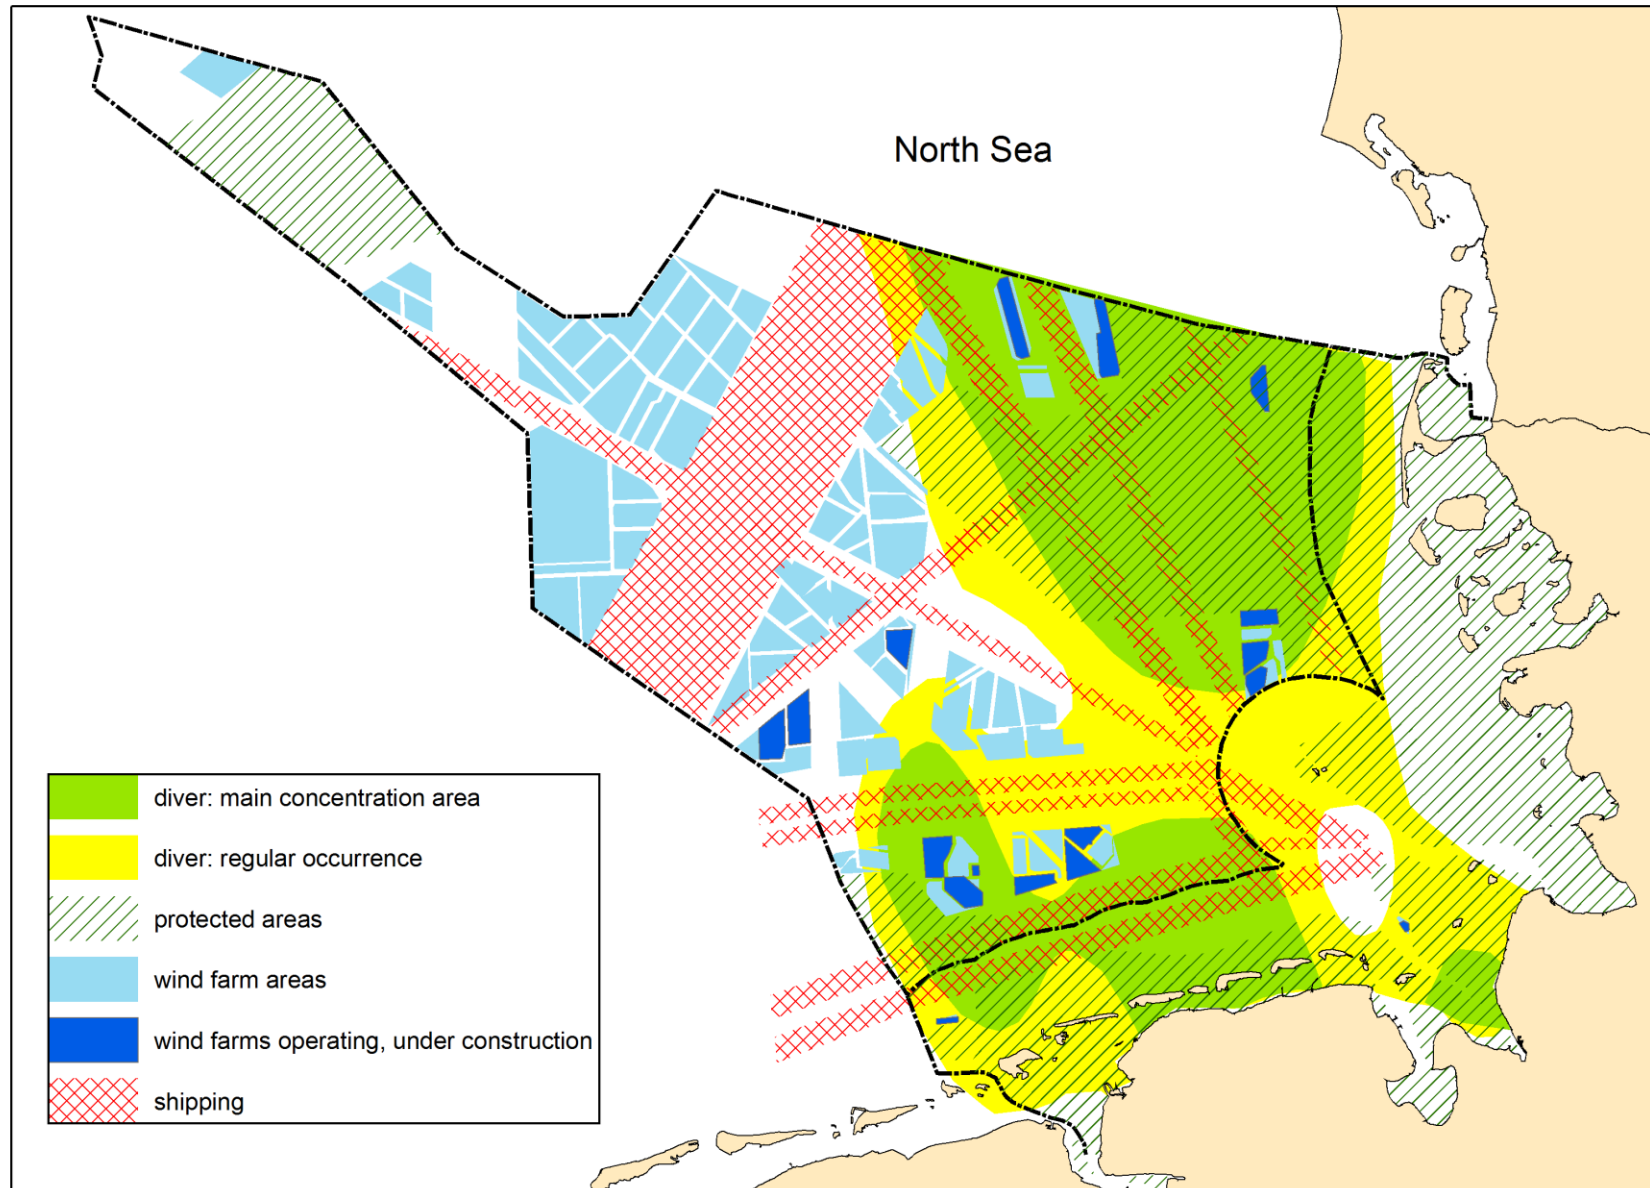 North Sea
diver: main concentration area
diver: regular occurrence
protected areas
wind farm areas
wind farms operating, under construction
shipping